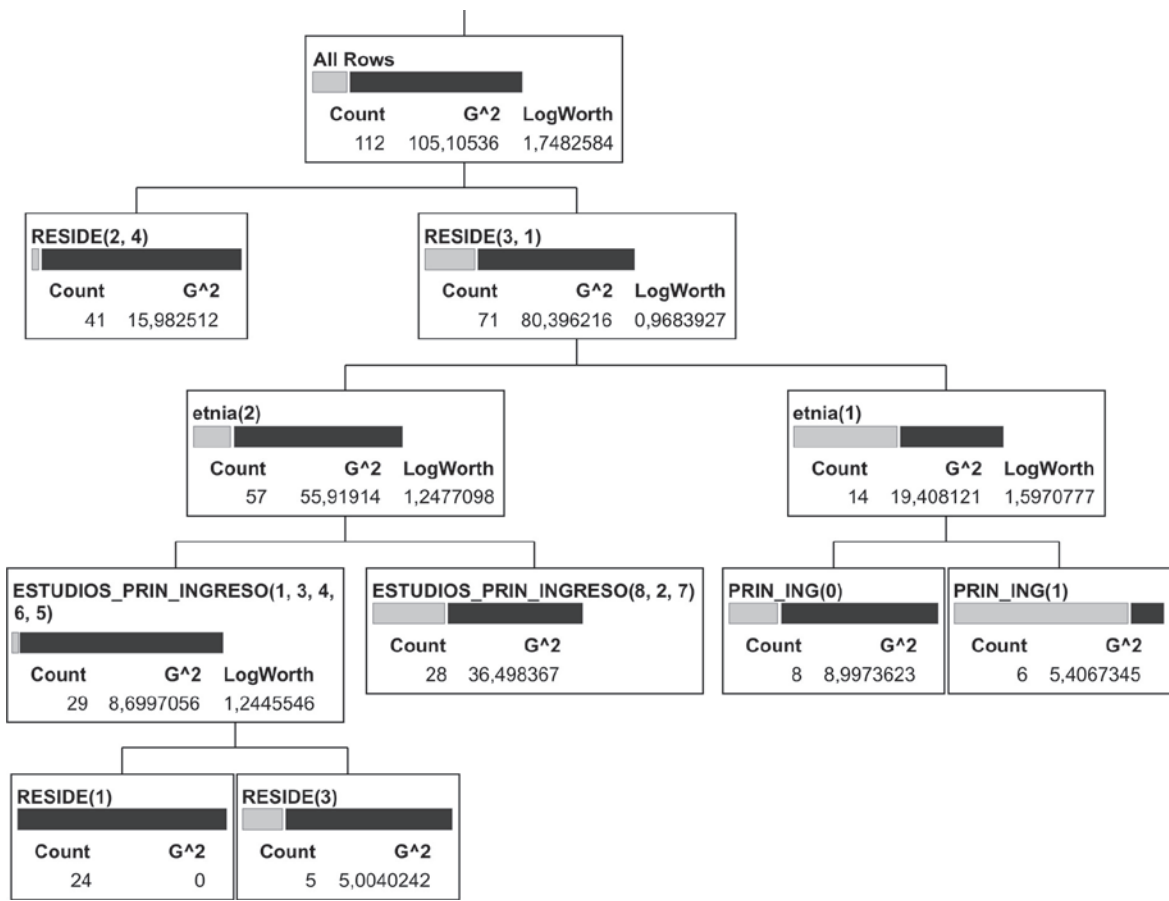 All Rows
Count G^2 LogWorth
112 105,10536 1,7482584
RESIDE(2, 4)
Count G^2
41 15,982512
RESIDE(3, 1)
Count G^2 LogWorth
71 80,396216 0,9683927
etnia(2)
Count G^2 LogWorth
57 55,91914 1,2477098
etnia(1)
Count G^2 LogWorth
14 19,408121 1,5970777
ESTUDIOS_PRIN_INGRESO(1, 3, 4,
6, 5)
Count G^2 LogWorth
29 8,6997056 1,2445546
ESTUDIOS_PRIN_INGRESO(8, 2, 7)
Count G^2
28 36,498367
PRIN_ING(0)
Count G^2
8 8,9973623
PRIN_ING(1)
Count G^2
6 5,4067345
RESIDE(1)
Count G^2
24 0
RESIDE(3)
Count G^2
5 5,0040242